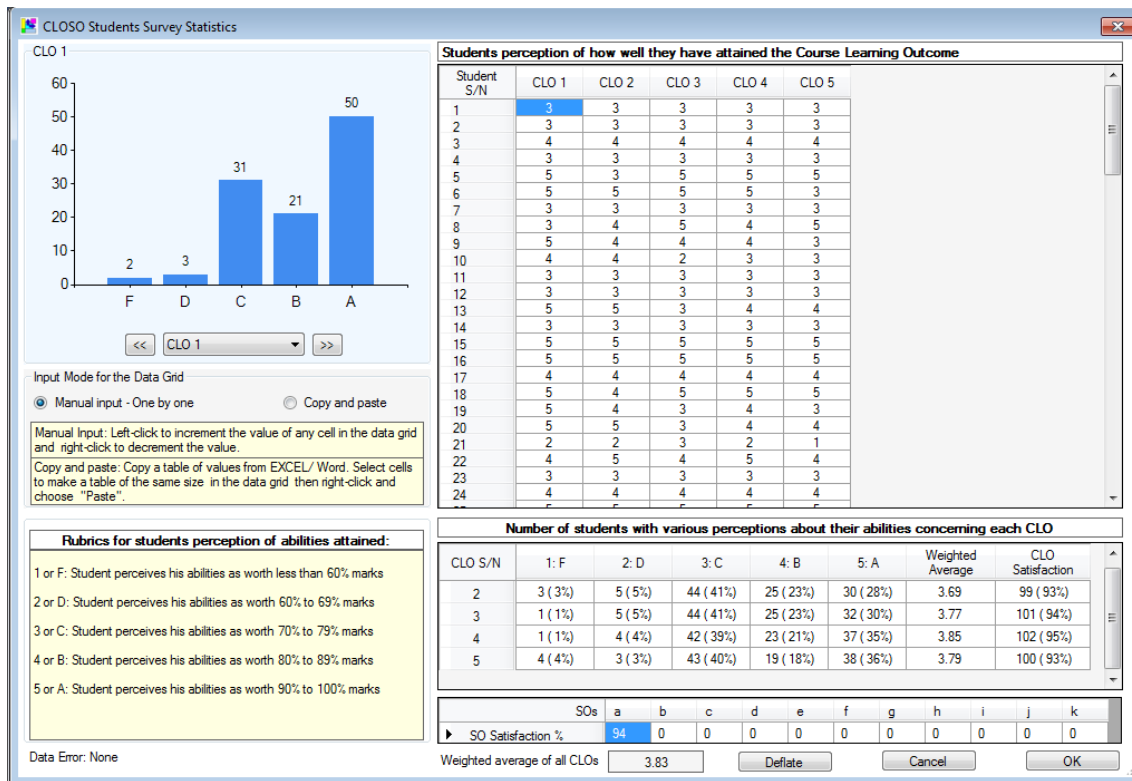 CLOSO Students Survey Statistics
CLO 1
60
50
40
30
20
10
0
2
3
31
21
50
F D C B A
<< CLO 1 >>
Input Mode for the Data Grid
Manual input - One by one Copy and paste
Manual Input: Left-click to increment the value of any cell in the data grid
and right-click to decrement the value.
Copy and paste: Copy a table of values from EXCEL/ Word. Select cells
to make a table of the same size in the data grid then right-click and
choose "Paste".
Rubrics for students perception of abilities attained:
1 or F: Student perceives his abilities as worth less than 60% marks
2 or D: Student perceives his abilities as worth 60% to 69% marks
3 or C: Student perceives his abilities as worth 70% to 79% marks
4 or B: Student perceives his abilities as worth 80% to 89% marks
5 or A: Student perceives his abilities as worth 90% to 100% marks
Data Error: None
Students perception of how well they have attained the Course Learning Outcome
Student S/N CLO 1 CLO 2 CLO 3 CLO 4 CLO 5
1 3 3 3 3 3
2 3 3 3 3 3
3 4 4 4 4 4
4 3 3 3 3 3
5 5 3 5 5 5
6 5 5 5 5 3
7 3 3 3 3 3
8 3 4 5 4 5
9 5 4 4 4 3
10 4 4 2 3 3
11 3 3 3 3 3
12 3 3 3 3 3
13 5 5 3 4 4
14 3 3 3 3 3
15 5 5 5 5 5
16 5 5 5 5 5
17 4 4 4 4 4
18 5 4 5 5 5
19 5 4 3 4 3
20 5 5 3 4 4
21 2 2 3 2 1
22 4 5 4 5 4
23 3 3 3 3 3
24 4 4 4 4 4
Number of students with various perceptions about their abilities concerning each CLO
CLO S/N 1: F 2: D 3: C 4: B 5: A Weighted Average CLO Satisfaction
2 3 ( 3%) 5 ( 5%) 44 ( 41%) 25 ( 23%) 30 ( 28%) 3.69 99 ( 93%)
3 1 ( 1%) 5 ( 5%) 44 ( 41%) 25 ( 23%) 32 ( 30%) 3.77 101 ( 94%)
4 1 ( 1%) 4 ( 4%) 42 ( 39%) 23 ( 21%) 37 ( 35%) 3.85 102 ( 95%)
5 4 ( 4%) 3 ( 3%) 43 ( 40%) 19 ( 18%) 38 ( 36%) 3.79 100 ( 93%)
SOs a b c d e f g h i j k
SO Satisfaction % 94 0 0 0 0 0 0 0 0 0 0
Weighted average of all CLOs 3.83 Deflate Cancel OK